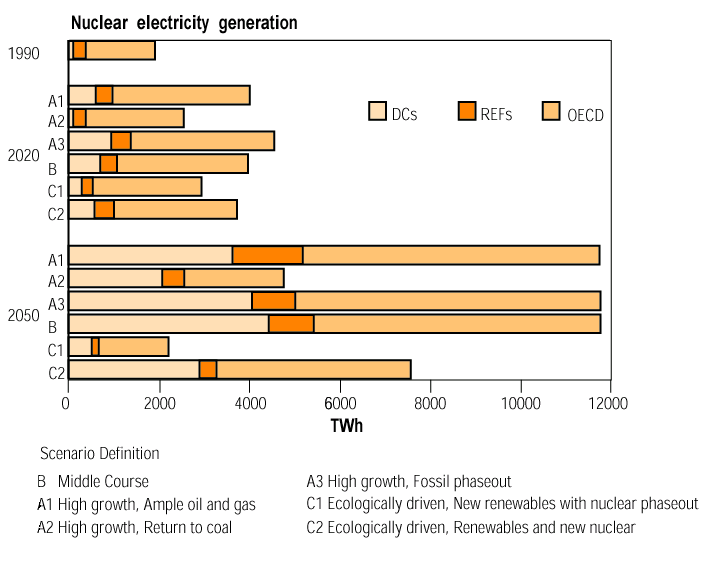 Nuclear electricity generation
1990
DCs REFs OECD
2020
A1
A2
A3
B
C1
C2
2050
A1
A2
A3
B
C1
C2
0 2000 4000 6000 8000 10000 12000
TWh
Scenario Definition
B Middle Course
A1 High growth, Ample oil and gas
A2 High growth, Return to coal
A3 High growth, Fossil phaseout
C1 Ecologically driven, New renewables with nuclear phaseout
C2 Ecologically driven, Renewables and new nuclear